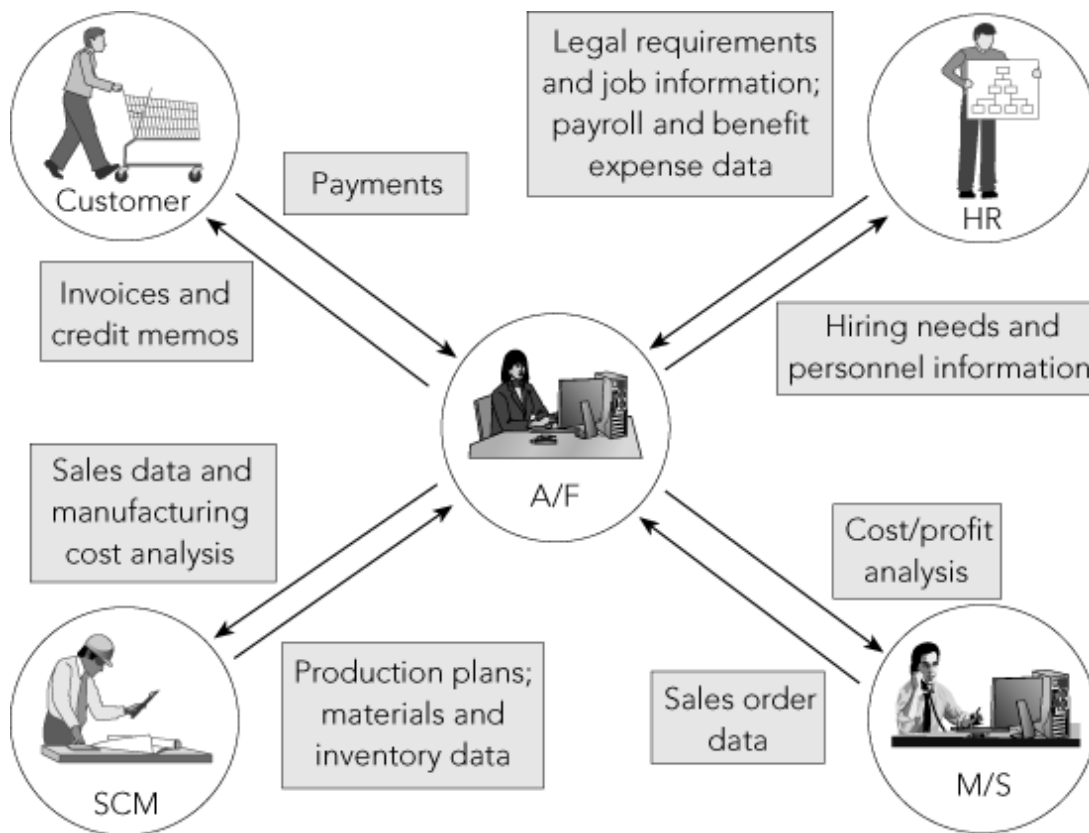 Customer
Payments
Legal requirements
and job information;
payroll and benefit
expense data
HR
Invoices and
credit memos
Hiring needs and
personnel information
A/F
Sales data and
manufacturing
cost analysis
Cost/profit
analysis
SCM
Production plans;
materials and
inventory data
Sales order
data
M/S